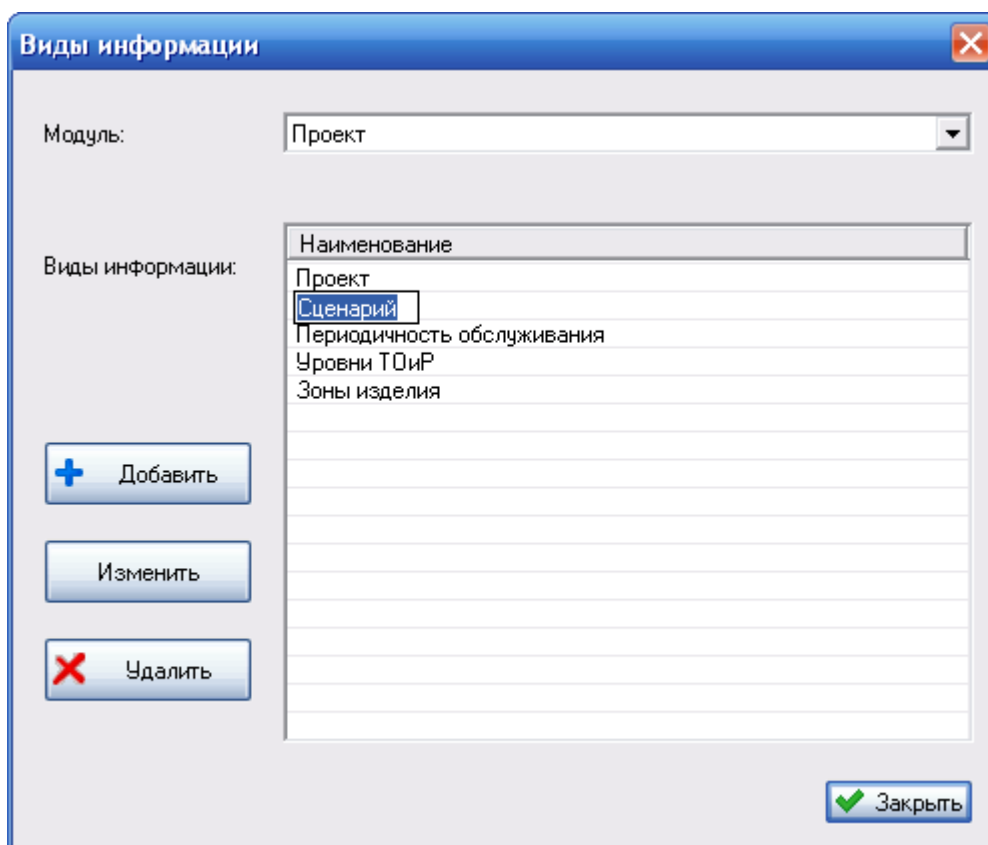 Виды информации
Модуль:
Проект
Виды информации:
Наименование
Проект
Сценарий
Периодичность обслуживания
Уровни ТОиР
Зоны изделия
Добавить
Изменить
Удалить
Закрыть